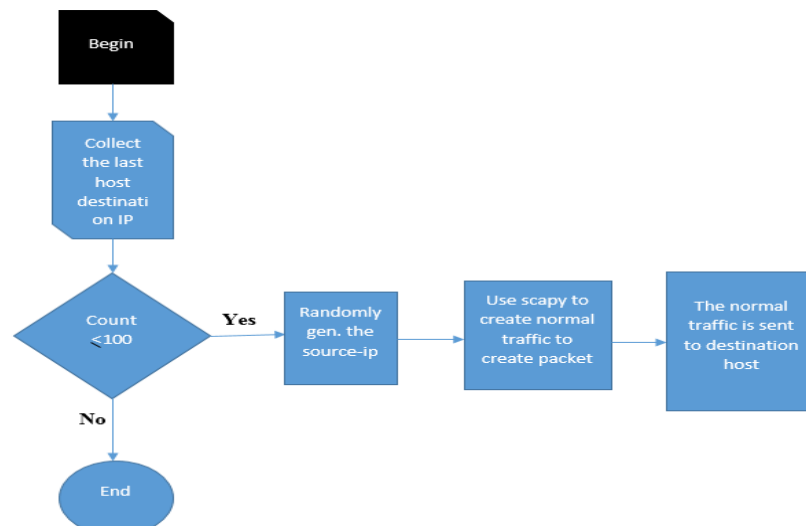 Begin
Collect
the last
host
destinati
on IP
Count
<100
Yes
Randomly
gen. the
source-ip
Use scapy to
create normal
traffic to
create packet
The normal
traffic is sent
to destination
host
No
End